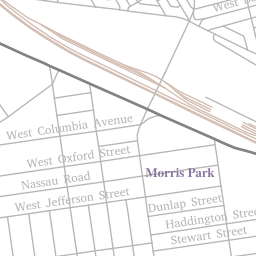 West
West Columbia Avenue
West Oxford Street
Morris Park
Nassau Road
West Jefferson Street
Dunlap Street
Haddington Stree
Stewart Street